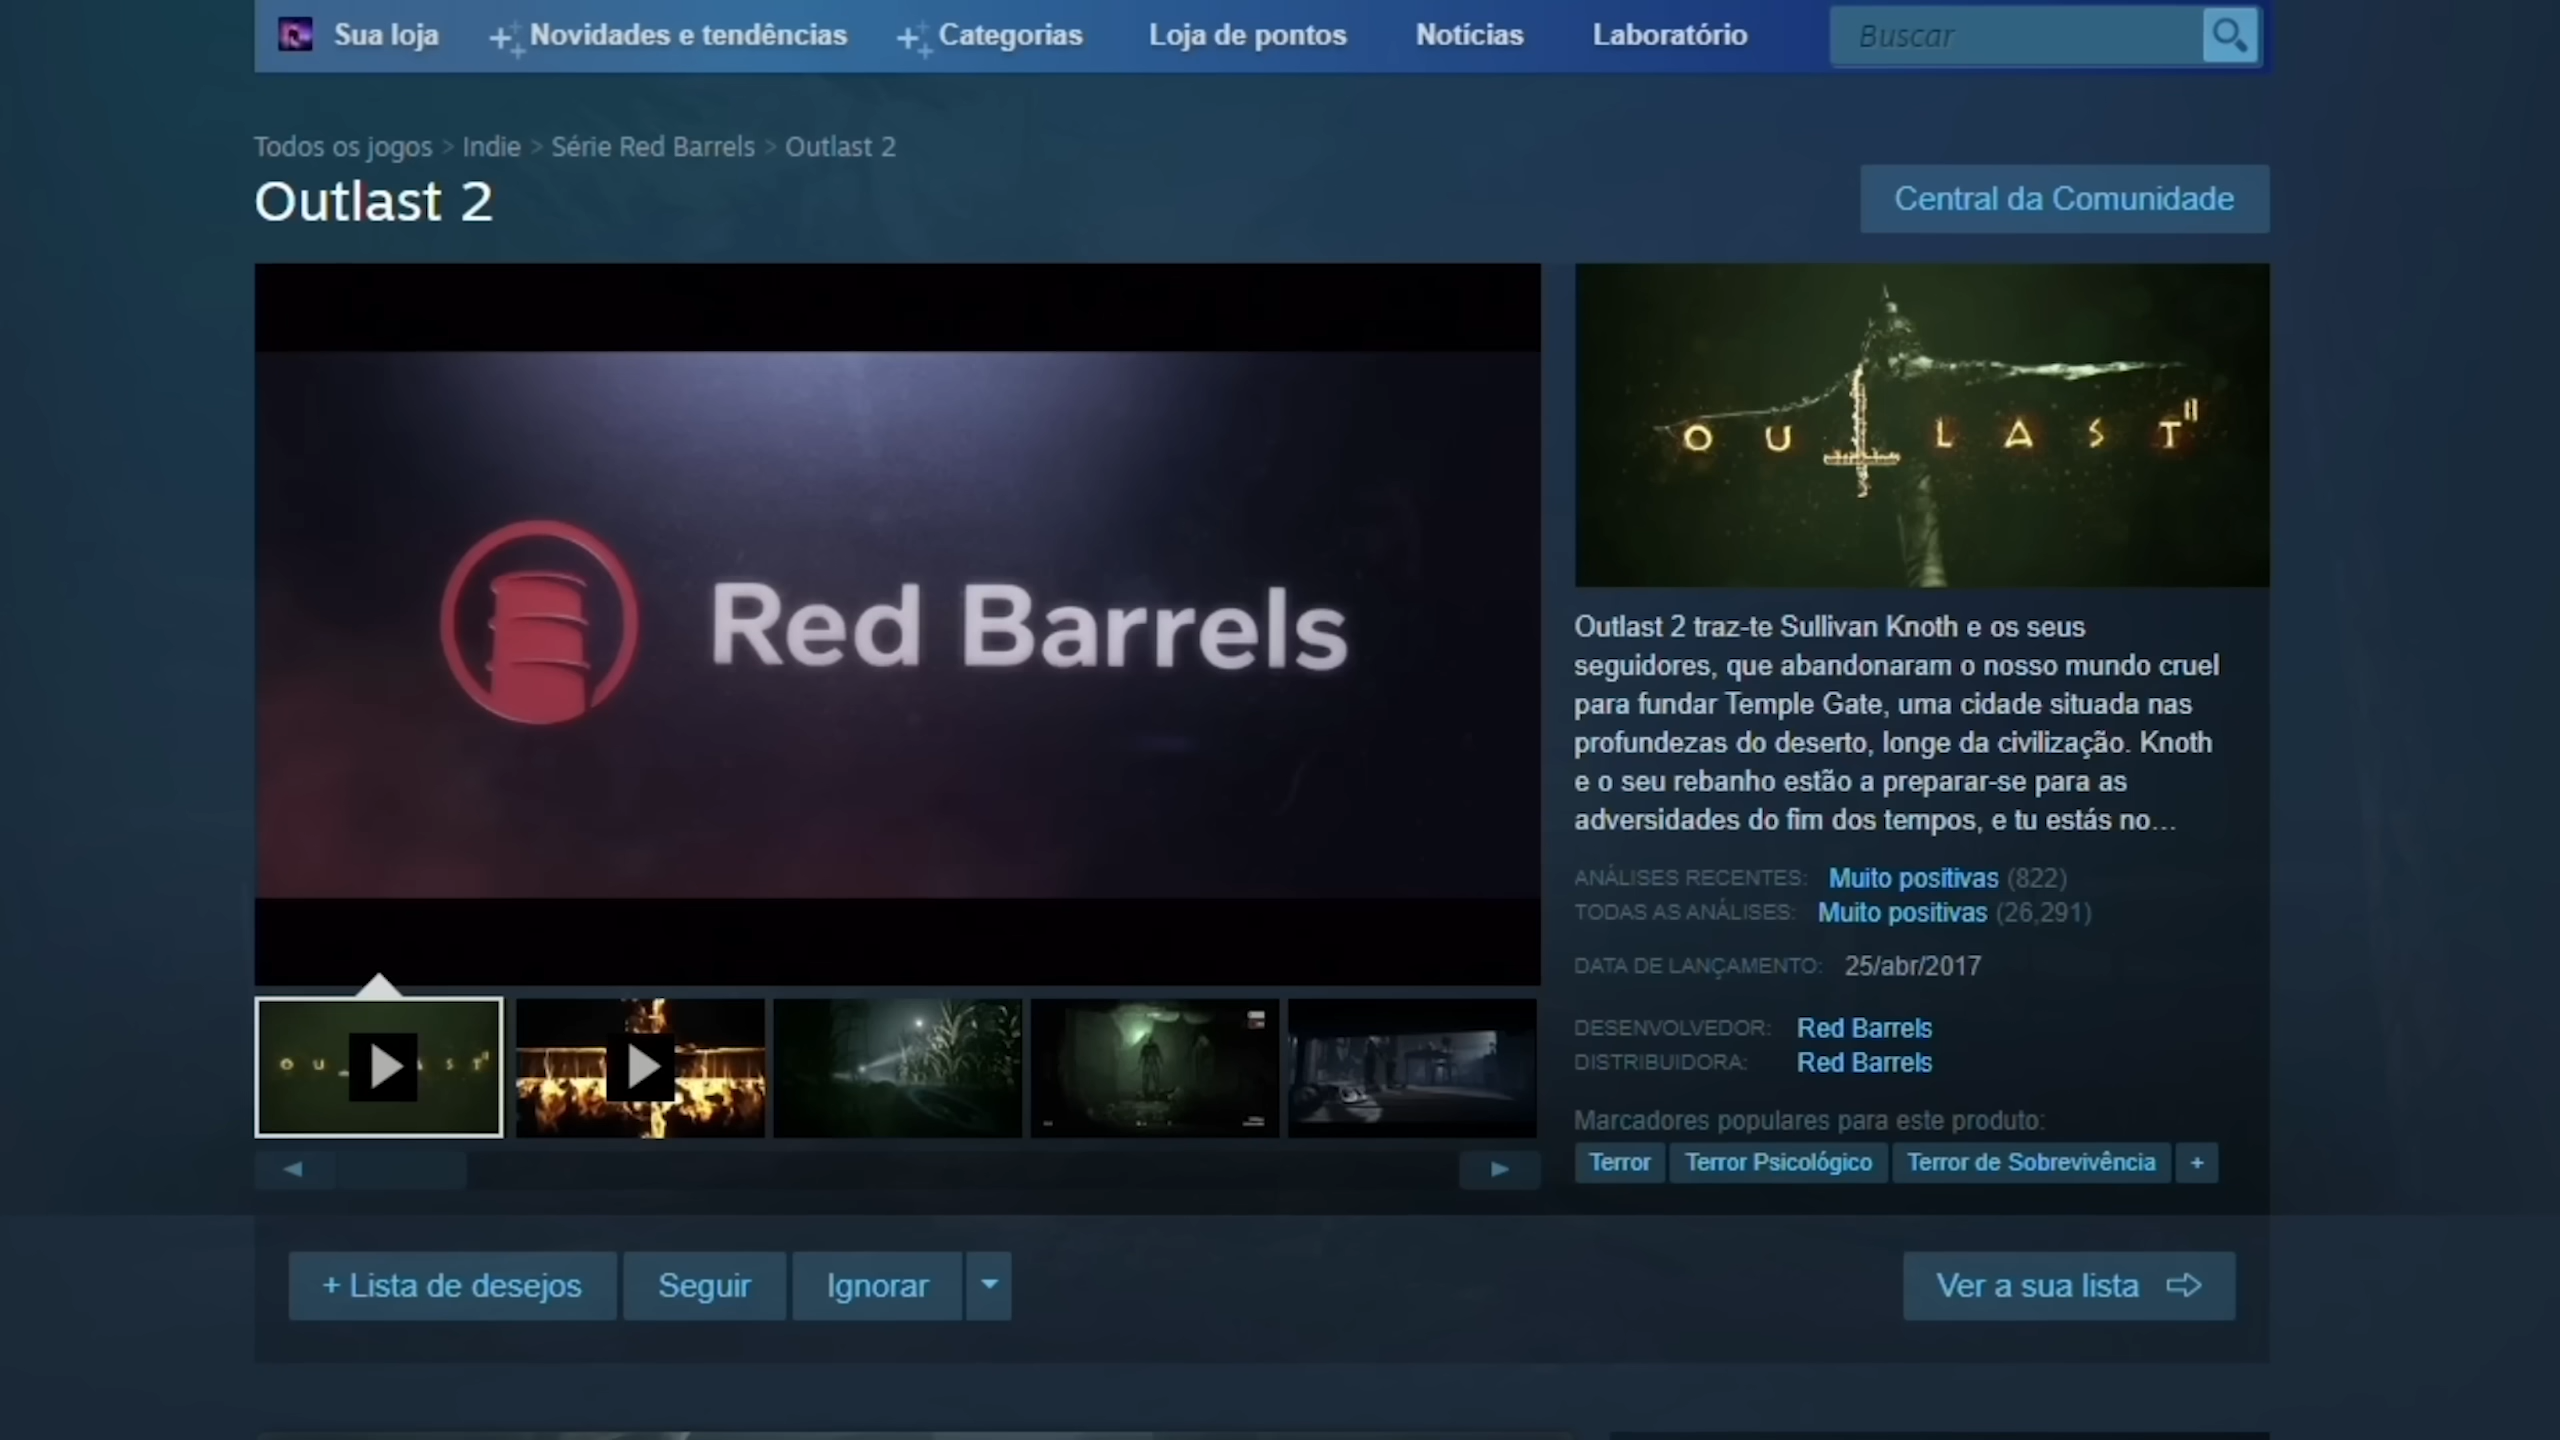 Sua loja
Novidades e tendências
Categorias
Loja de pontos
Notícias
Laboratório
Buscar
Todos os jogos > Indie > Série Red Barrels > Outlast 2
Outlast 2
Central da Comunidade
Red Barrels
OUTLAST II
Outlast 2 traz-te Sullivan Knoth e os seus
seguidores, que abandonaram o nosso mundo cruel
para fundar Temple Gate, uma cidade situada nas
profundezas do deserto, longe da civilização. Knoth
e o seu rebanho estão a preparar-se para as
adversidades do fim dos tempos, e tu estás no...
ANÁLISES RECENTES: Muito positivas (822)
TODAS AS ANÁLISES: Muito positivas (26,291)
DATA DE LANÇAMENTO: 25/abr/2017
DESENVOLVEDOR: Red Barrels
DISTRIBUIDORA: Red Barrels
Marcadores populares para este produto:
Terror
Terror Psicológico
Terror de Sobrevivência
+
+ Lista de desejos
Seguir
Ignorar
Ver a sua lista